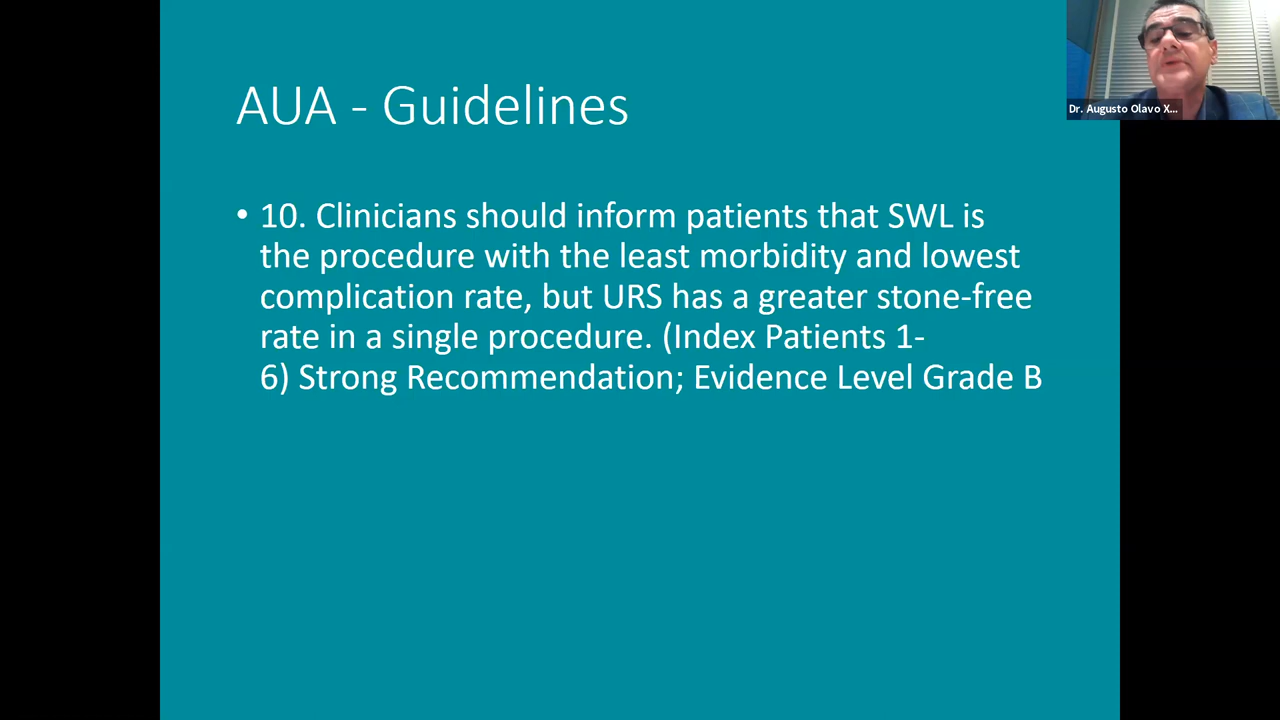 AUA - Guidelines
• 10. Clinicians should inform patients that SWL is
the procedure with the least morbidity and lowest
complication rate, but URS has a greater stone-free
rate in a single procedure. (Index Patients 1-
6) Strong Recommendation; Evidence Level Grade B
Dr. Augusto Olavo X...